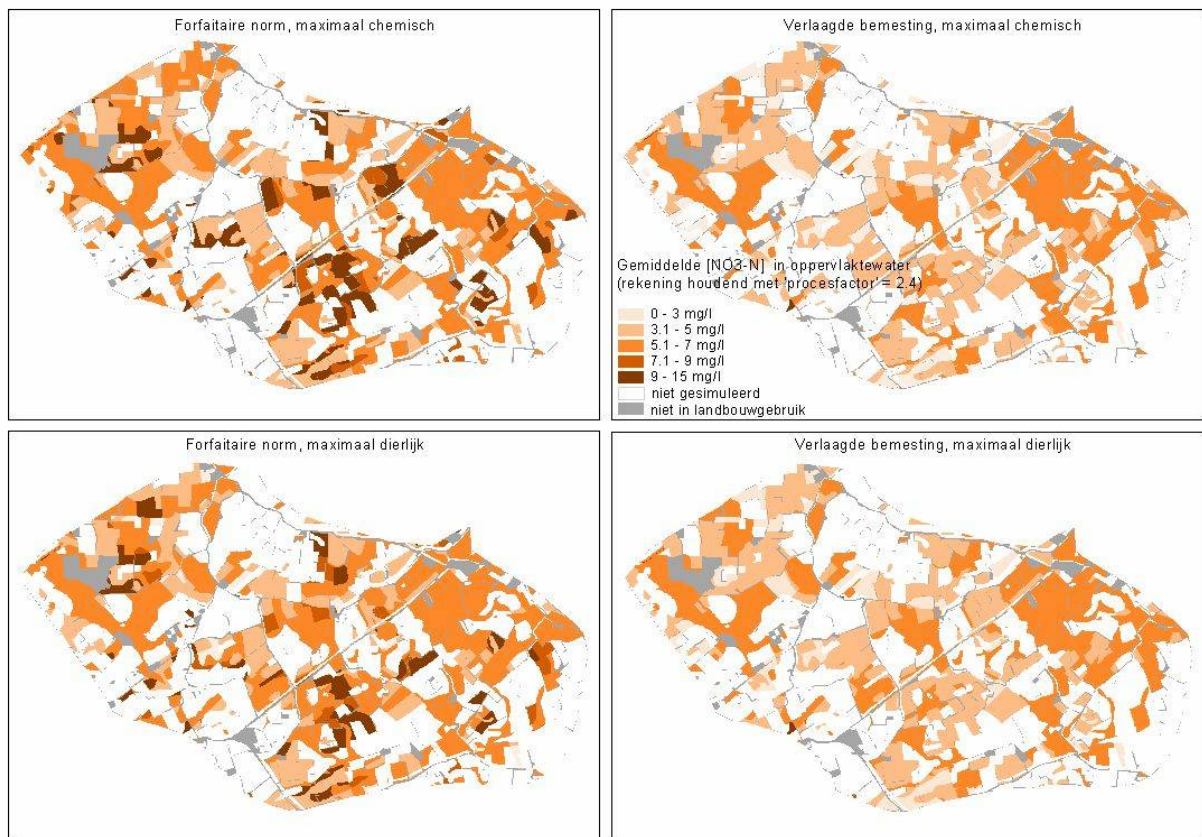 Forfaitaire norm, maximaal chemisch
Verlaagde bemesting, maximaal chemisch
Gemiddelde [NO3-N] in oppervlaktewater
(rekening houdend met 'procesfactor' = 2.4)
0 - 3 mg/l
3.1 - 5 mg/l
5.1 - 7 mg/l
7.1 - 9 mg/l
9 - 15 mg/l
niet gesimuleerd
niet in landbouwgebruik
Forfaitaire norm, maximaal dierlijk
Verlaagde bemesting, maximaal dierlijk